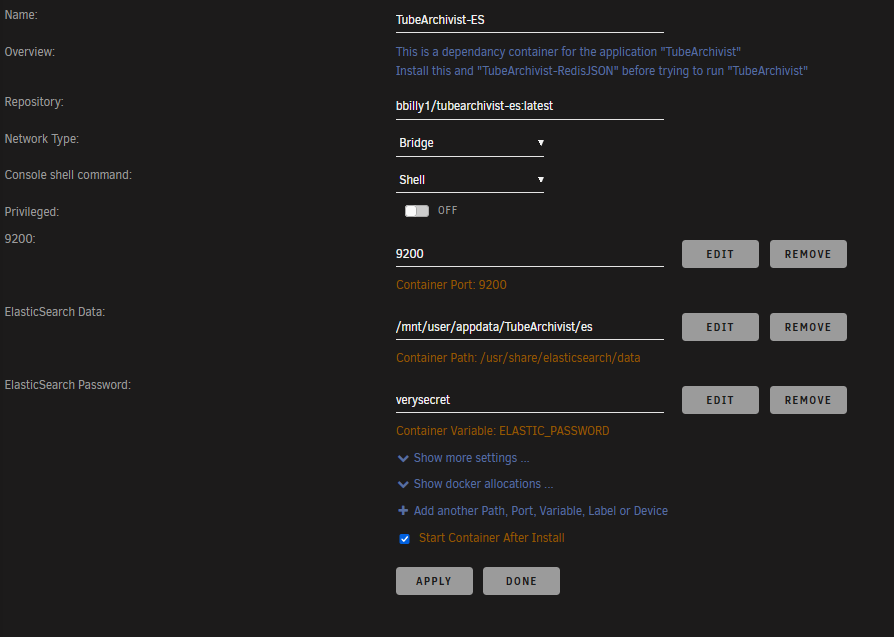 Name:
TubeArchivist-ES
Overview:
This is a dependancy container for the application "TubeArchivist"
Install this and "TubeArchivist-RedisJSON" before trying to run "TubeArchivist"
Repository:
bbilly1/tubearchivist-es:latest
Network Type:
Bridge
Console shell command:
Shell
Privileged:
OFF
9200:
9200
EDIT
REMOVE
Container Port: 9200
ElasticSearch Data:
/mnt/user/appdata/TubeArchivist/es
EDIT
REMOVE
Container Path: /usr/share/elasticsearch/data
ElasticSearch Password:
verysecret
EDIT
REMOVE
Container Variable: ELASTIC_PASSWORD
Show more settings ...
Show docker allocations ...
Add another Path, Port, Variable, Label or Device
Start Container After Install
APPLY
DONE